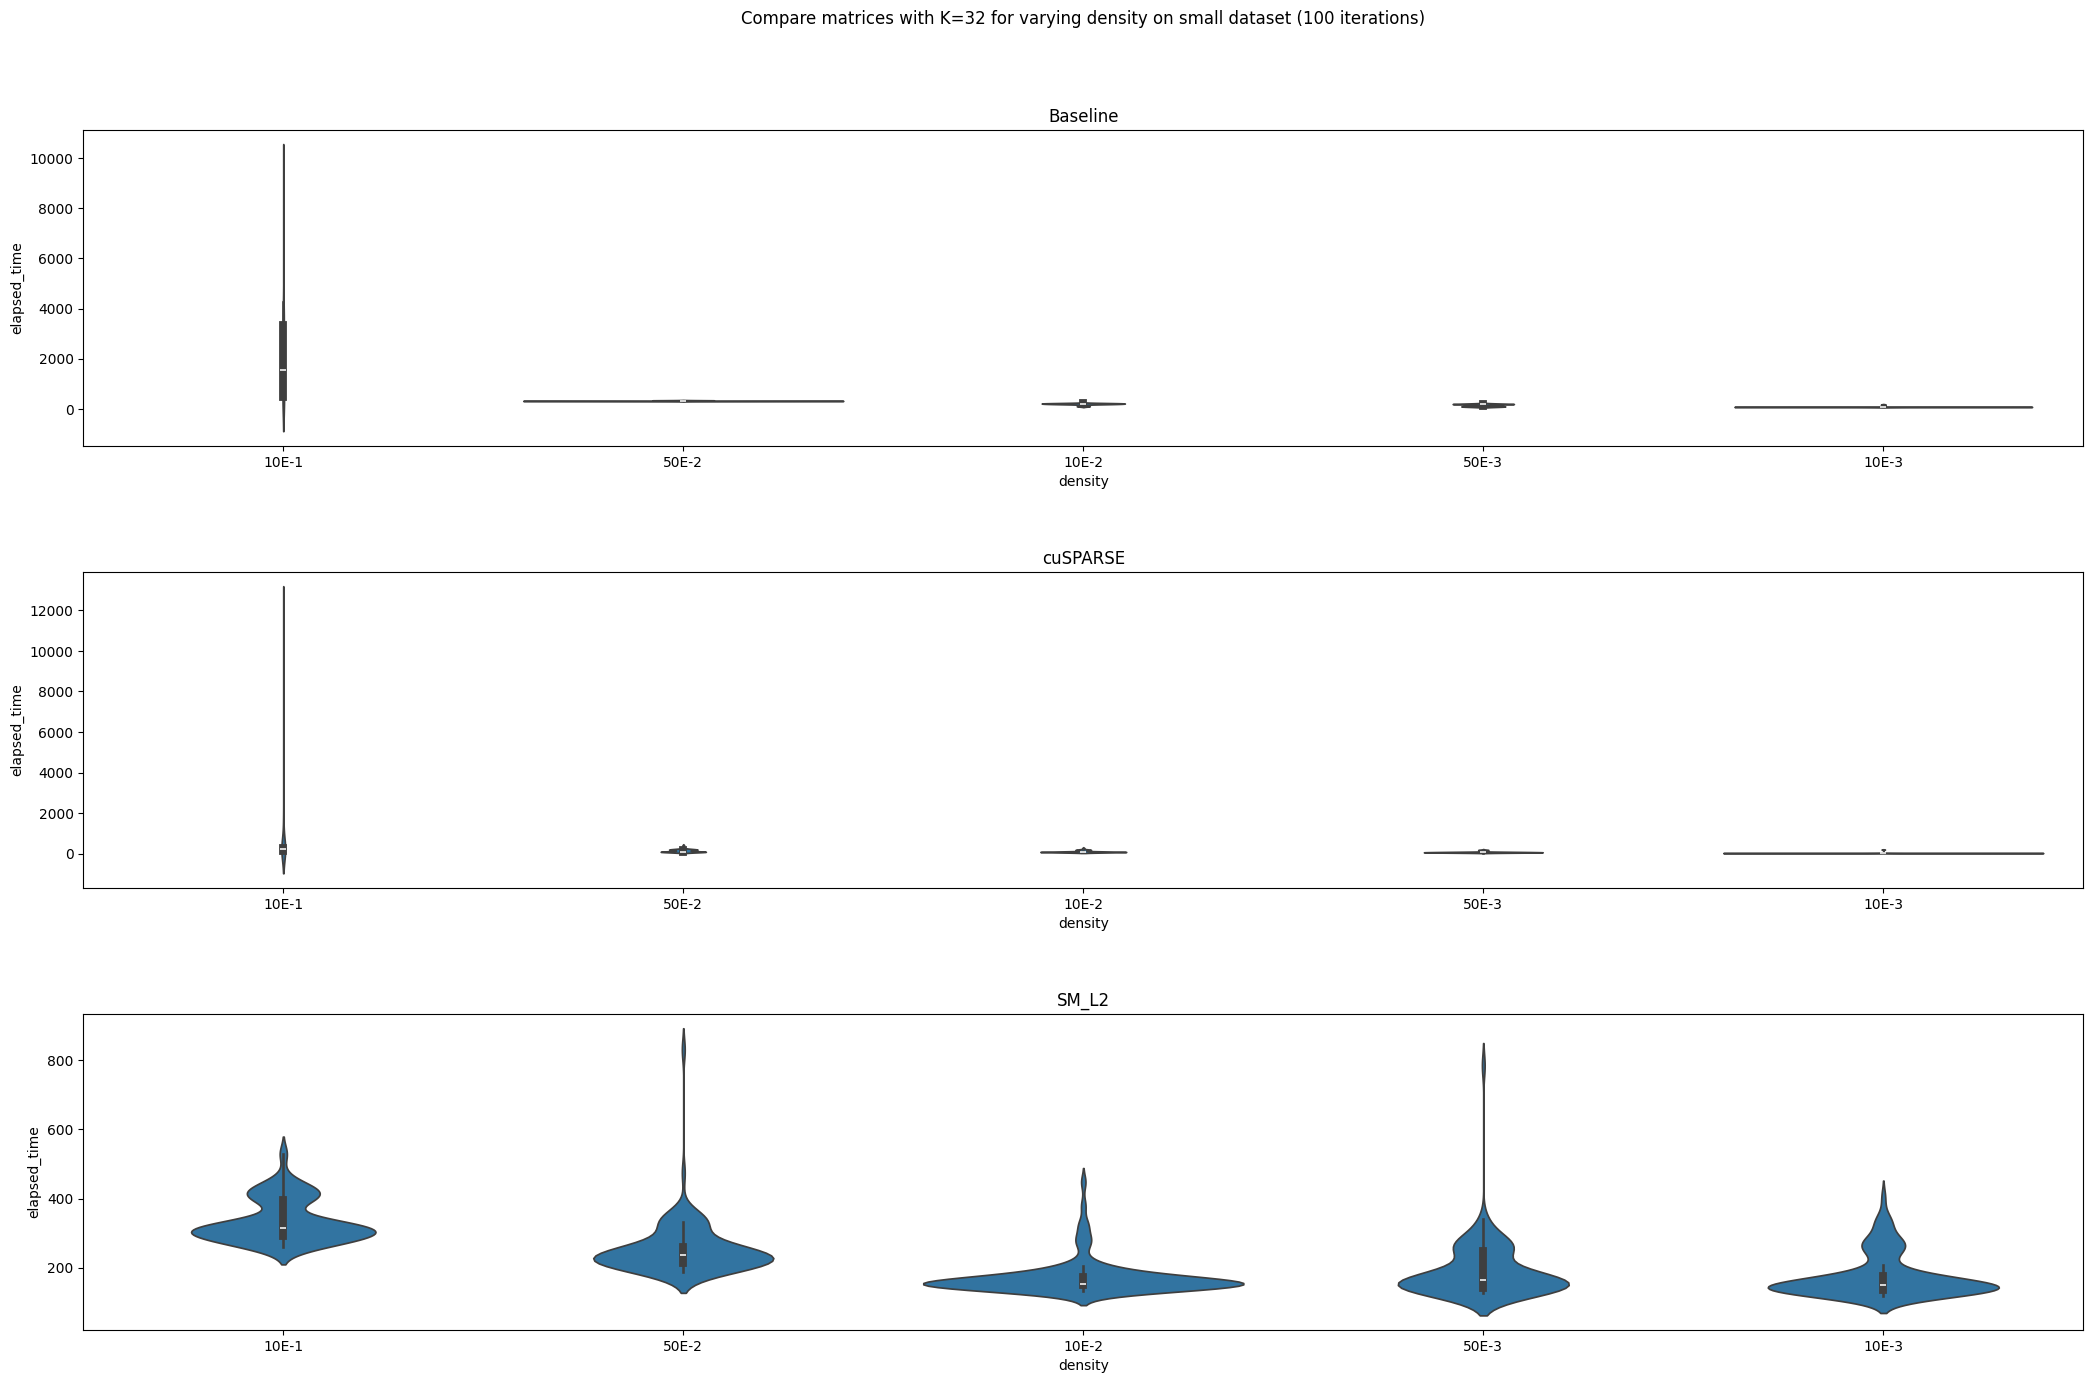 Compare matrices with K=32 for varying density on small dataset (100 iterations)
Baseline
elapsed_time
10000
8000
6000
4000
2000
0
10E-1 50E-2 10E-2 50E-3 10E-3
density
cuSPARSE
elapsed_time
12000
10000
8000
6000
4000
2000
0
10E-1 50E-2 10E-2 50E-3 10E-3
density
SM_L2
elapsed_time
800
600
400
200
10E-1 50E-2 10E-2 50E-3 10E-3
density